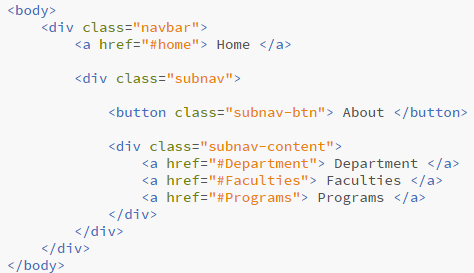 <body>
<div class="navbar">
<a href="#home"> Home </a>
<div class="subnav">
<button class="subnav-btn"> About </button>
<div class="subnav-content">
<a href="#Department"> Department </a>
<a href="#Faculties"> Faculties </a>
<a href="#Programs"> Programs </a>
</div>
</div>
</div>
</body>